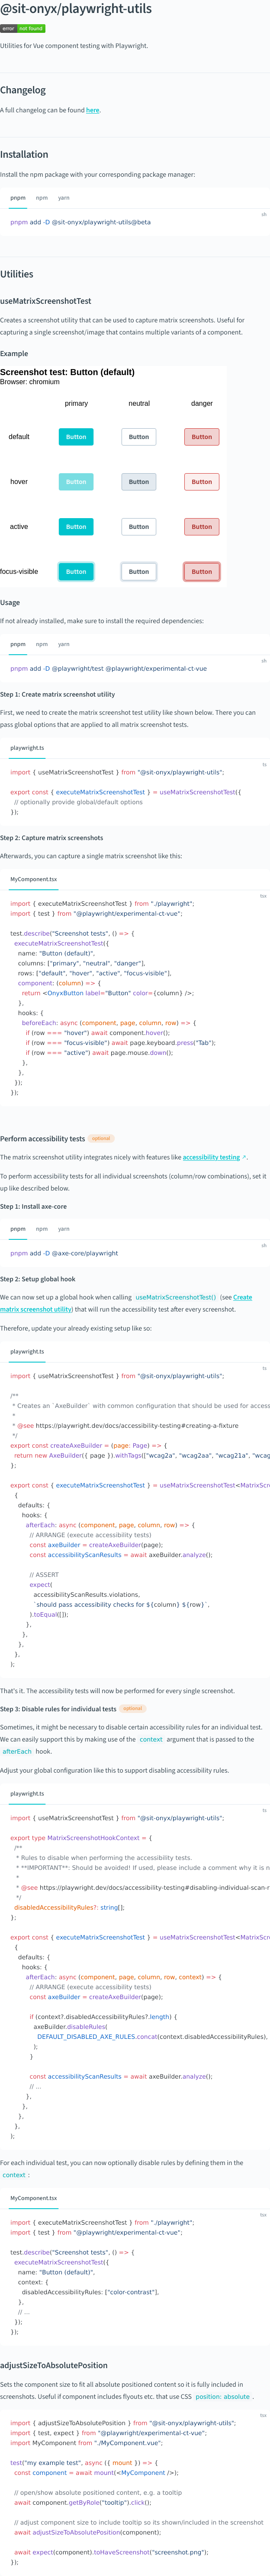 @sit-onyx/playwright-utils
error not found
Utilities for Vue component testing with Playwright.
Changelog
A full changelog can be found here.
Installation
Install the npm package with your corresponding package manager:
pnpm npm yarn
sh
pnpm add -D @sit-onyx/playwright-utils@beta
Utilities
useMatrixScreenshotTest
Creates a screenshot utility that can be used to capture matrix screenshots. Useful for
capturing a single screenshot/image that contains multiple variants of a component.
Example
Screenshot test: Button (default)
Browser: chromium
primary neutral danger
default Button Button Button
hover Button Button Button
active Button Button Button
focus-visible Button Button Button
Usage
If not already installed, make sure to install the required dependencies:
pnpm npm yarn
sh
pnpm add -D @playwright/test @playwright/experimental-ct-vue
Step 1: Create matrix screenshot utility
First, we need to create the matrix screenshot test utility like shown below. There you can
pass global options that are applied to all matrix screenshot tests.
playwright.ts
ts
import { useMatrixScreenshotTest } from "@sit-onyx/playwright-utils";
export const { executeMatrixScreenshotTest } = useMatrixScreenshotTest({
// optionally provide global/default options
});
Step 2: Capture matrix screenshots
Afterwards, you can capture a single matrix screenshot like this:
MyComponent.tsx
tsx
import { executeMatrixScreenshotTest } from "./playwright";
import { test } from "@playwright/experimental-ct-vue";
test.describe("Screenshot tests", () => {
executeMatrixScreenshotTest({
name: "Button (default)",
columns: ["primary", "neutral", "danger"],
rows: ["default", "hover", "active", "focus-visible"],
component: (column) => {
return <OnyxButton label="Button" color={column} />;
},
hooks: {
beforeEach: async (component, page, column, row) => {
if (row === "hover") await component.hover();
if (row === "focus-visible") await page.keyboard.press("Tab");
if (row === "active") await page.mouse.down();
},
},
});
});
Perform accessibility tests optional
The matrix screenshot utility integrates nicely with features like accessibility testing ↗.
To perform accessibility tests for all individual screenshots (column/row combinations), set it
up like described below.
Step 1: Install axe-core
pnpm npm yarn
sh
pnpm add -D @axe-core/playwright
Step 2: Setup global hook
We can now set up a global hook when calling useMatrixScreenshotTest() (see Create
matrix screenshot utility) that will run the accessibility test after every screenshot.
Therefore, update your already existing setup like so:
playwright.ts
ts
import { useMatrixScreenshotTest } from "@sit-onyx/playwright-utils";
/**
* Creates an `AxeBuilder` with common configuration that should be used for access
*
* @see https://playwright.dev/docs/accessibility-testing#creating-a-fixture
*/
export const createAxeBuilder = (page: Page) => {
return new AxeBuilder({ page }).withTags(["wcag2a", "wcag2aa", "wcag21a", "wcag
};
export const { executeMatrixScreenshotTest } = useMatrixScreenshotTest<MatrixScre
{
defaults: {
hooks: {
afterEach: async (component, page, column, row) => {
// ARRANGE (execute accessibility tests)
const axeBuilder = createAxeBuilder(page);
const accessibilityScanResults = await axeBuilder.analyze();
// ASSERT
expect(
accessibilityScanResults.violations,
`should pass accessibility checks for ${column} ${row}`,
).toEqual([]);
},
},
},
},
);
That's it. The accessibility tests will now be performed for every single screenshot.
Step 3: Disable rules for individual tests optional
Sometimes, it might be necessary to disable certain accessibility rules for an individual test.
We can easily support this by making use of the context argument that is passed to the
afterEach hook.
Adjust your global configuration like this to support disabling accessibility rules.
playwright.ts
ts
import { useMatrixScreenshotTest } from "@sit-onyx/playwright-utils";
export type MatrixScreenshotHookContext = {
/**
* Rules to disable when performing the accessibility tests.
* **IMPORTANT**: Should be avoided! If used, please include a comment why it is n
*
* @see https://playwright.dev/docs/accessibility-testing#disabling-individual-scan-r
*/
disabledAccessibilityRules?: string[];
};
export const { executeMatrixScreenshotTest } = useMatrixScreenshotTest<MatrixScre
{
defaults: {
hooks: {
afterEach: async (component, page, column, row, context) => {
// ARRANGE (execute accessibility tests)
const axeBuilder = createAxeBuilder(page);
if (context?.disabledAccessibilityRules?.length) {
axeBuilder.disableRules(
DEFAULT_DISABLED_AXE_RULES.concat(context.disabledAccessibilityRules),
);
}
const accessibilityScanResults = await axeBuilder.analyze();
// ...
},
},
},
},
);
For each individual test, you can now optionally disable rules by defining them in the
context :
MyComponent.tsx
tsx
import { executeMatrixScreenshotTest } from "./playwright";
import { test } from "@playwright/experimental-ct-vue";
test.describe("Screenshot tests", () => {
executeMatrixScreenshotTest({
name: "Button (default)",
context: {
disabledAccessibilityRules: ["color-contrast"],
},
// ...
});
});
adjustSizeToAbsolutePosition
Sets the component size to fit all absolute positioned content so it is fully included in
screenshots. Useful if component includes flyouts etc. that use CSS position: absolute .
tsx
import { adjustSizeToAbsolutePosition } from "@sit-onyx/playwright-utils";
import { test, expect } from "@playwright/experimental-ct-vue";
import MyComponent from "./MyComponent.vue";
test("my example test", async ({ mount }) => {
const component = await mount(<MyComponent />);
// open/show absolute positioned content, e.g. a tooltip
await component.getByRole("tooltip").click();
// adjust component size to include tooltip so its shown/included in the screenshot
await adjustSizeToAbsolutePosition(component);
await expect(component).toHaveScreenshot("screenshot.png");
});